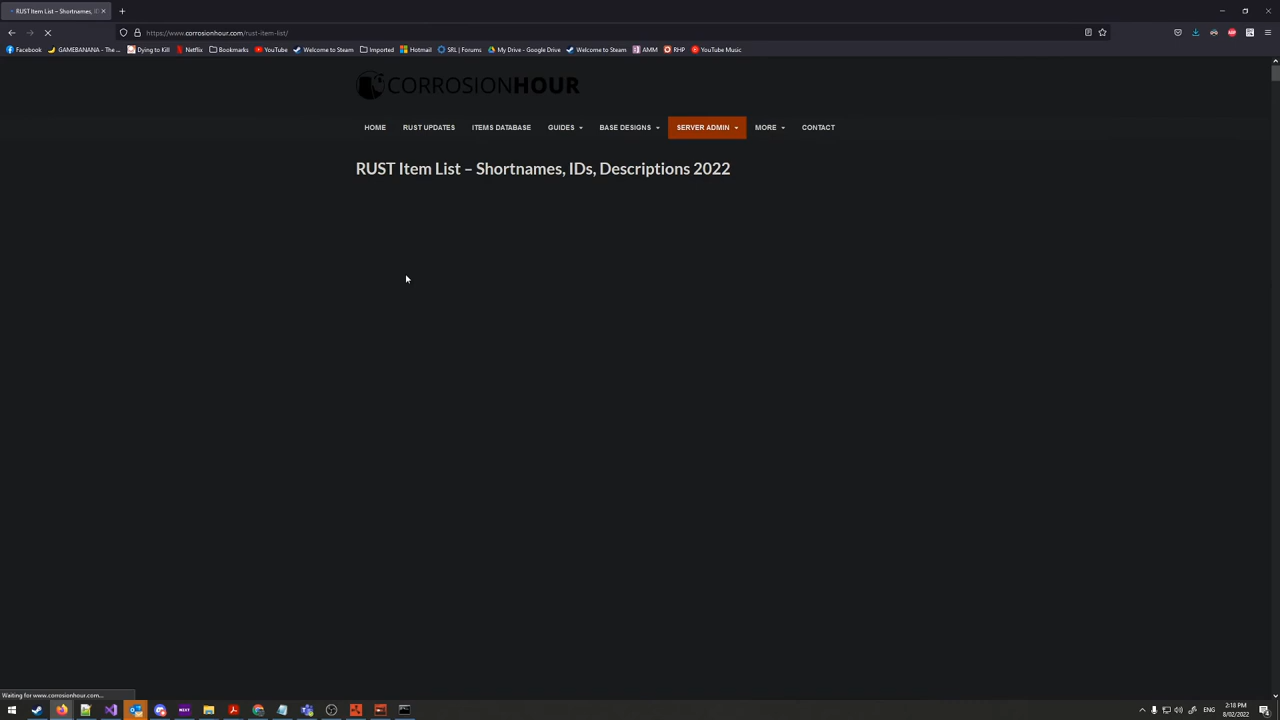 RUST Item List – Shortnames, I
https://www.corrosionhour.com/rust-item-list/
Facebook
GAMEBANANA - The ...
Dying to Kill
Netflix
Bookmarks
YouTube
Welcome to Steam
Imported
Hotmail
SRL | Forums
My Drive - Google Drive
Welcome to Steam
AMM
RHP
YouTube Music
CORROSIONHOUR
HOME
RUST UPDATES
ITEMS DATABASE
GUIDES
BASE DESIGNS
SERVER ADMIN
MORE
CONTACT
RUST Item List – Shortnames, IDs, Descriptions 2022
Waiting for www.corrosionhour.com...
NEXT
ENG
2:18 PM
8/02/2022